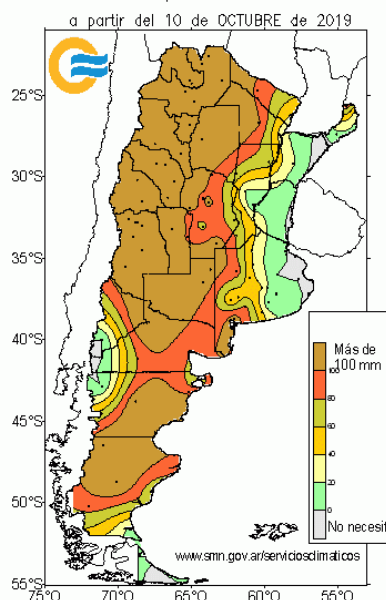 a partir del 10 de OCTUBRE de 2019
25°S
30°S
35°S
40°S
45°S
50°S
55°S
Más de
100 mm
100
80
60
40
20
0
No necesit
www.smn.gov.ar/serviciosclimaticos
75°W
70°W
65°W
60°W
55°W